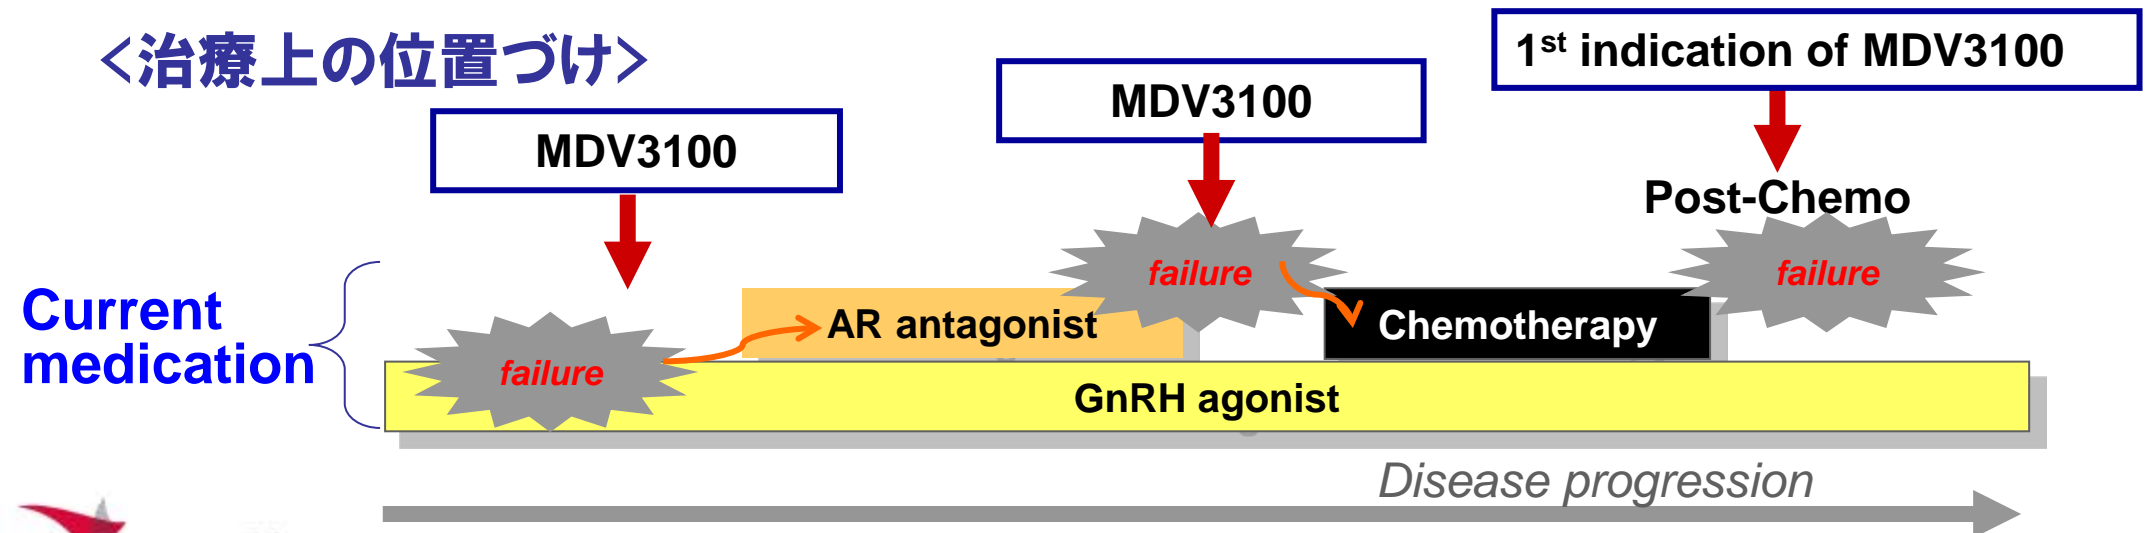 <治療上の位置づけ>
1st indication of MDV3100
MDV3100
MDV3100
Post-Chemo
failure
failure
Current
medication
AR antagonist
Chemotherapy
failure
GnRH agonist
Disease progression